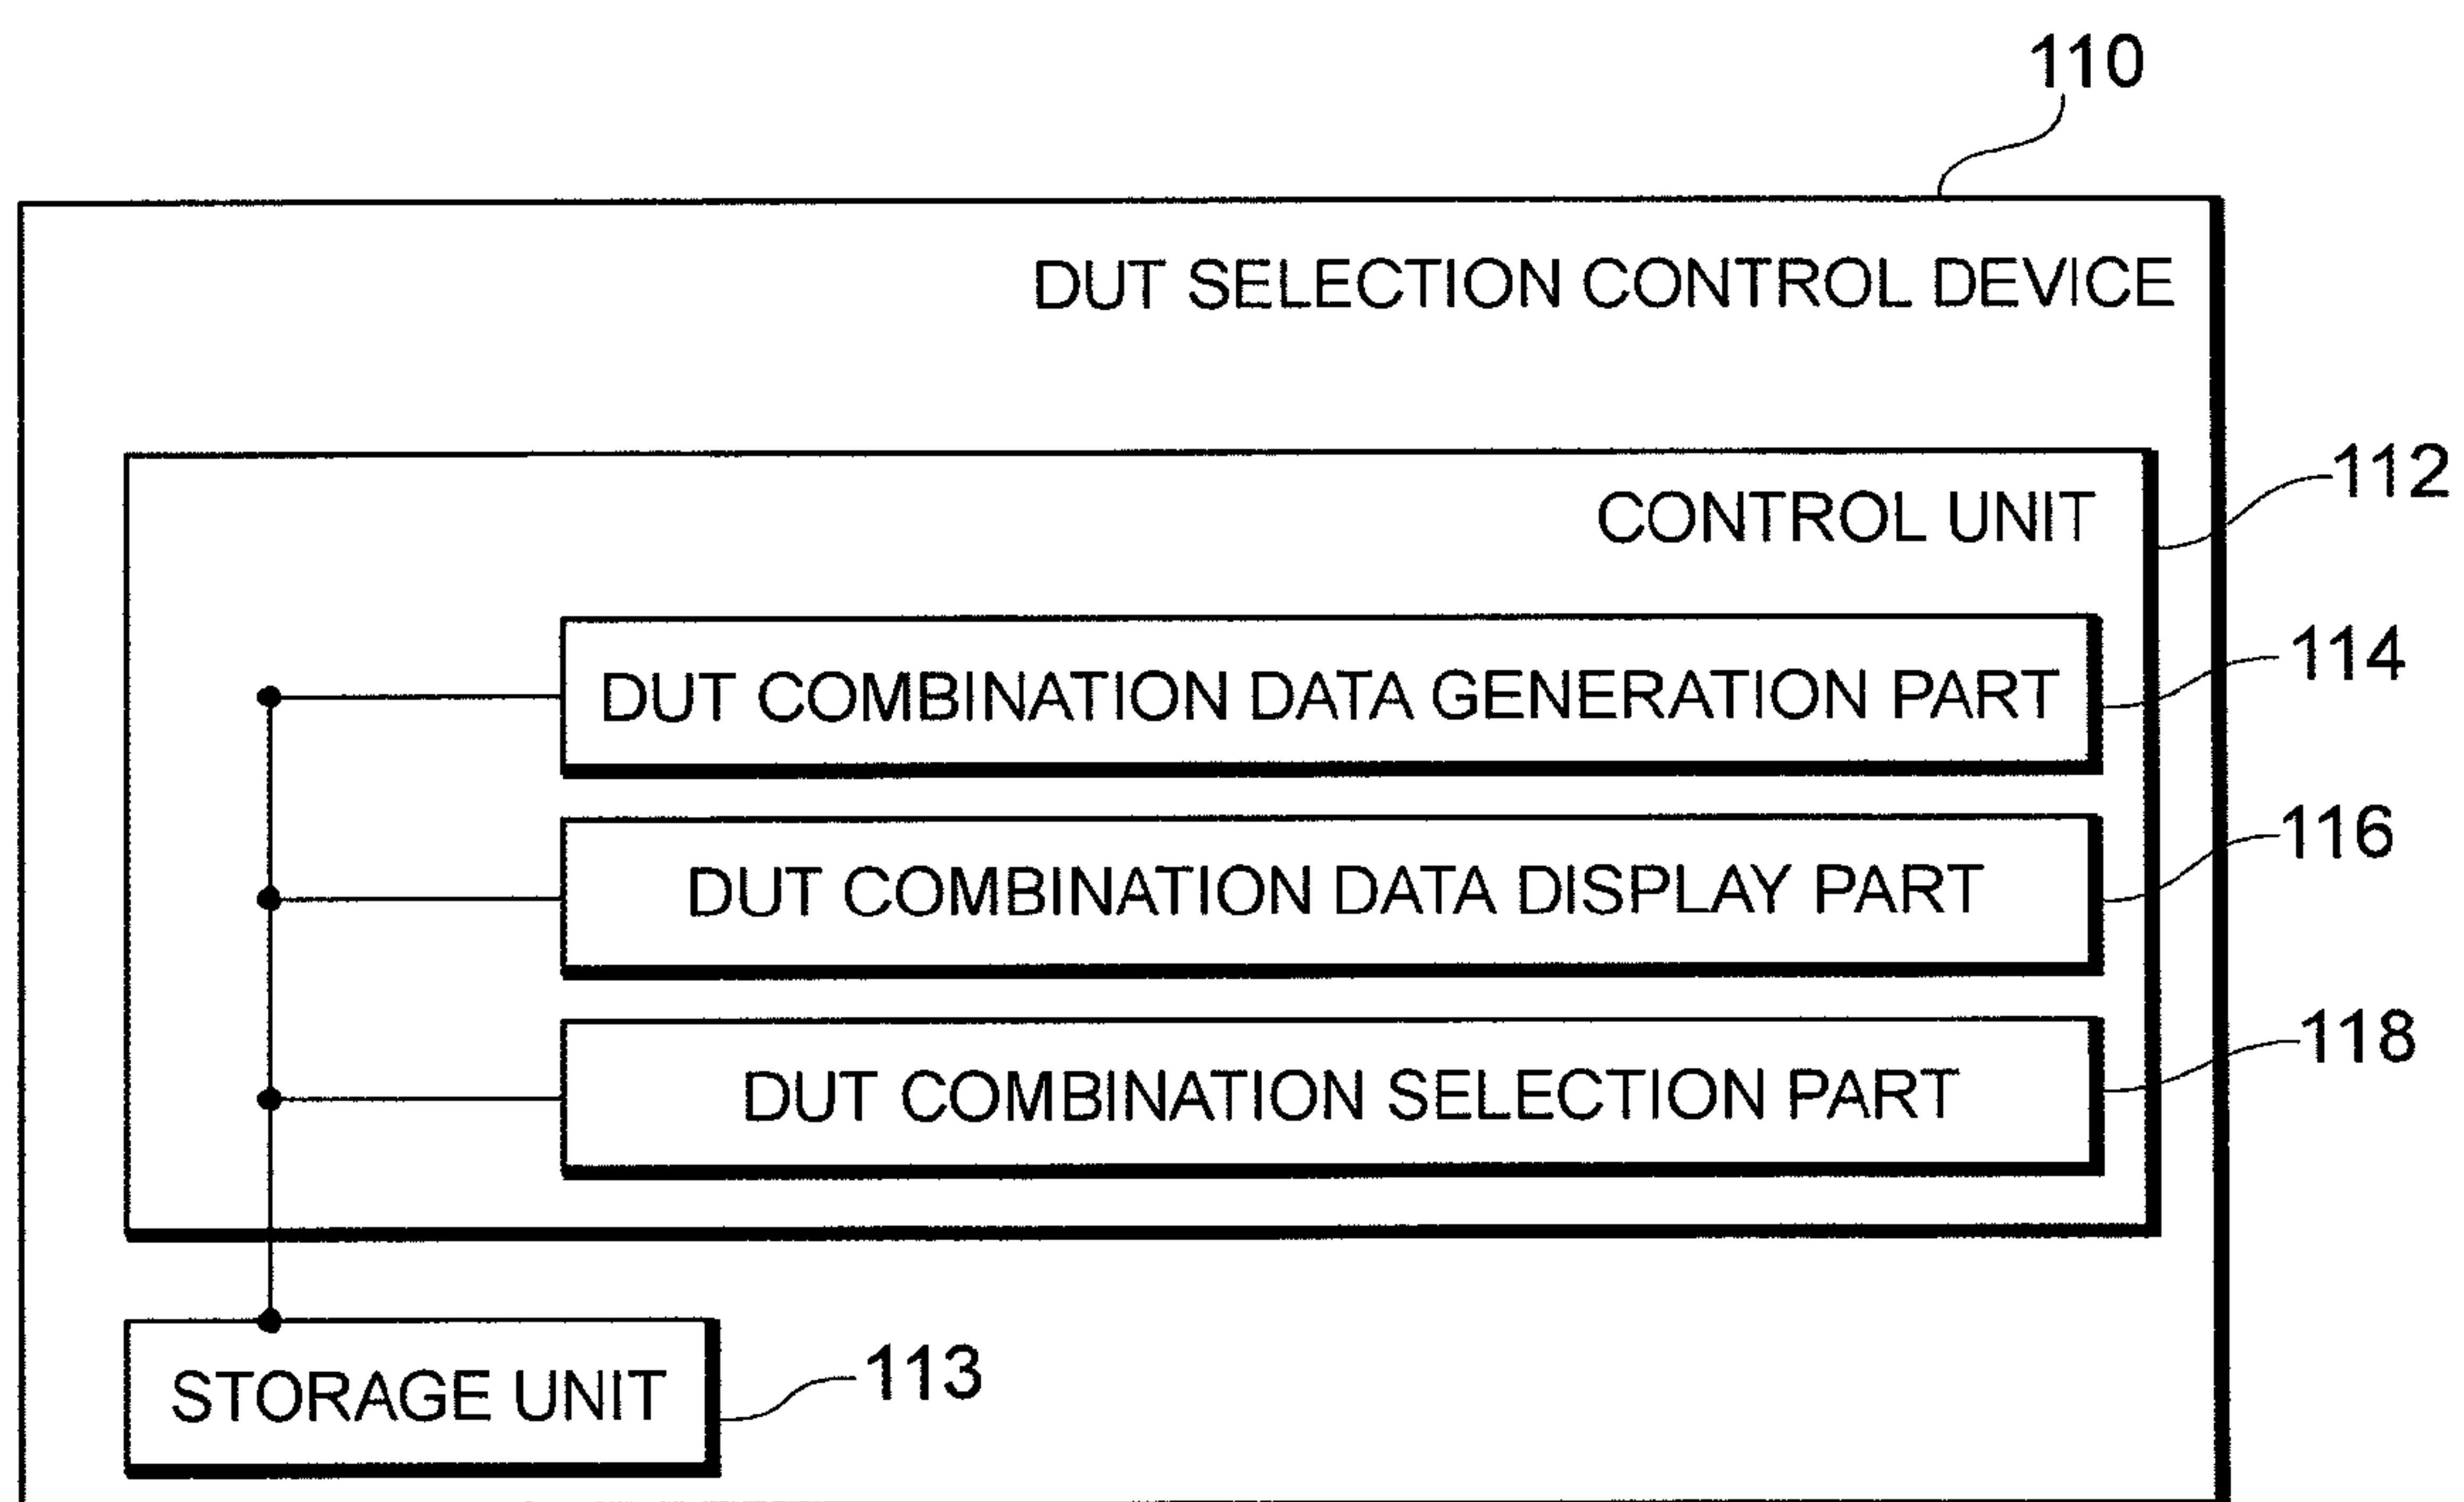 110
DUT SELECTION CONTROL DEVICE
112
CONTROL UNIT
114
DUT COMBINATION DATA GENERATION PART
116
DUT COMBINATION DATA DISPLAY PART
118
DUT COMBINATION SELECTION PART
STORAGE UNIT
113